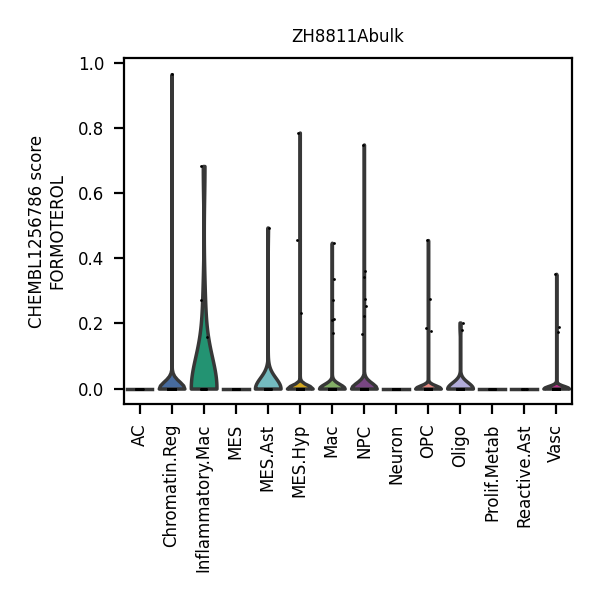 ZH8811Abulk
CHEMBL1256786 score
FORMOTEROL
1.0
0.8
0.6
0.4
0.2
0.0
AC
Chromatin.Reg
Inflammatory.Mac
MES
MES.Ast
MES.Hyp
Mac
NPC
Neuron
OPC
Oligo
Prolif.Metab
Reactive.Ast
Vasc